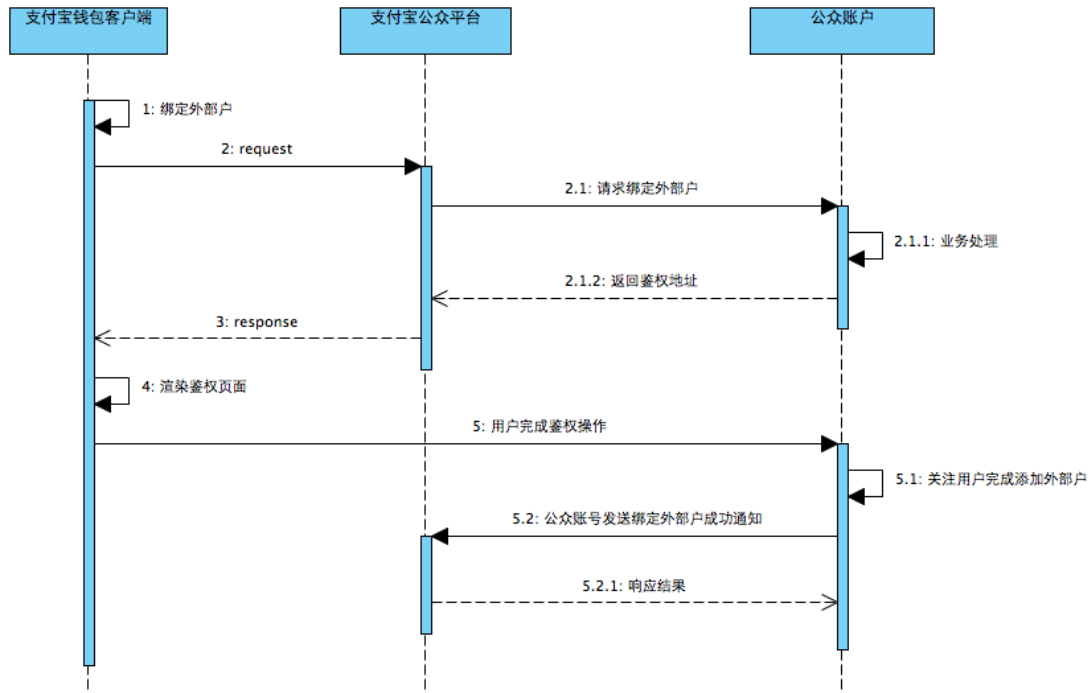 支付宝钱包客户端
支付宝公众平台
公众账户
1: 绑定外部户
2: request
2.1: 请求绑定外部户
2.1.1: 业务处理
2.1.2: 返回鉴权地址
3: response
4: 渲染鉴权页面
5: 用户完成鉴权操作
5.1: 关注用户完成添加外部户
5.2: 公众账号发送绑定外部户成功通知
5.2.1: 响应结果